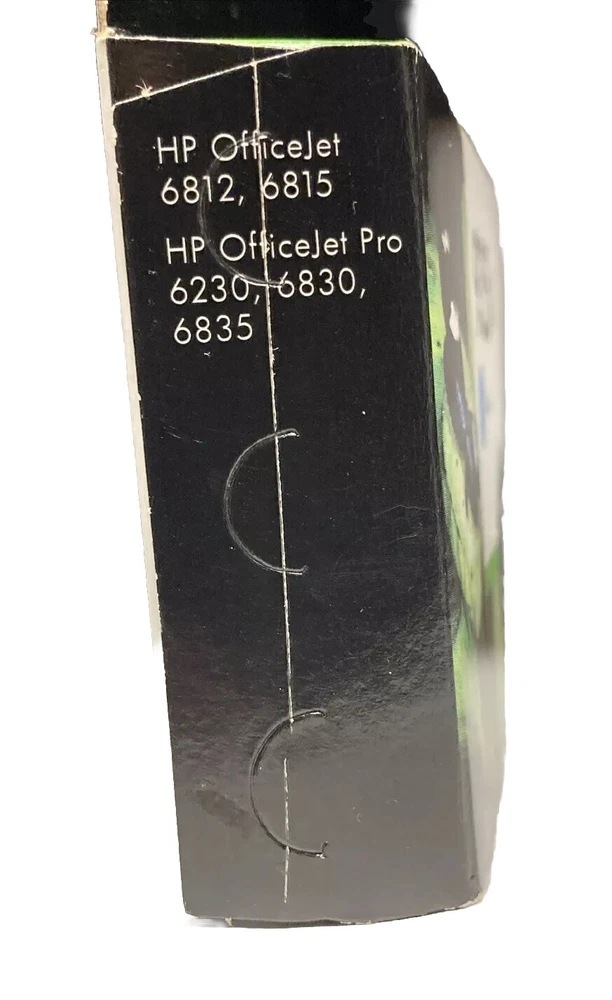 HP OfficeJet
6812, 6815
HP OfficeJet Pro
6230, 6830,
6835